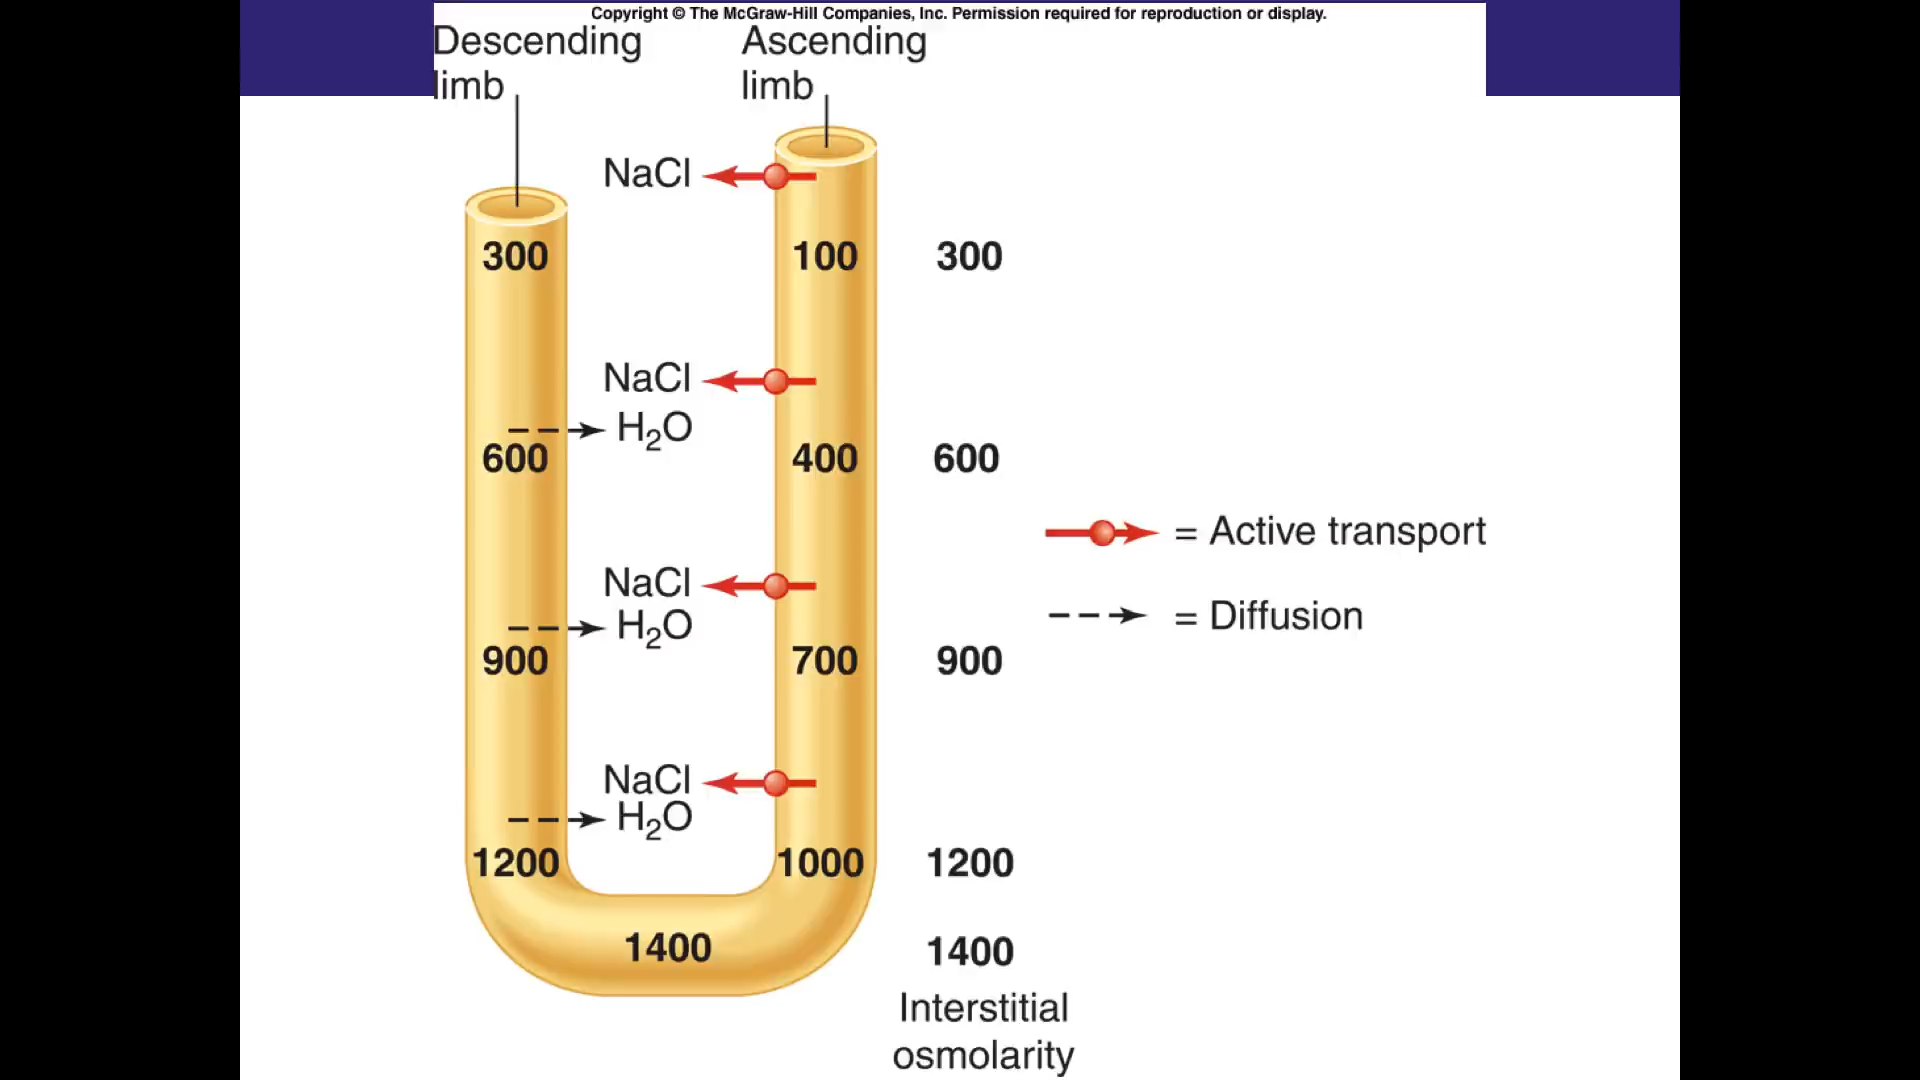 Copyright © The McGraw-Hill Companies, Inc. Permission required for reproduction or display.
Descending
limb
Ascending
limb
NaCl
300
100
300
NaCl
H₂O
600
400
600
= Active transport
NaCl
= Diffusion
H₂O
900
700
900
NaCl
H₂O
1200
1000
1200
1400
1400
Interstitial
osmolarity